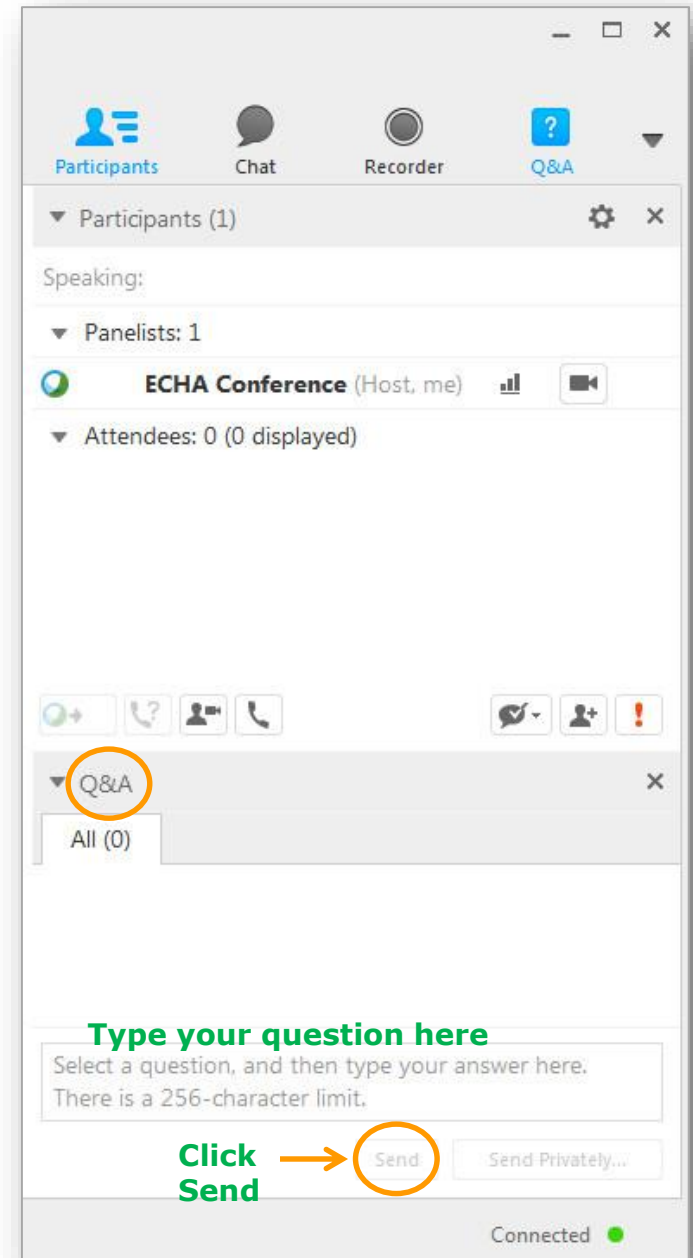 Participants Chat Recorder Q&A
Participants (1)
Speaking:
Panelists: 1
ECHA Conference (Host, me)
Attendees: 0 (0 displayed)
Q&A
All (0)
Type your question here
Select a question, and then type your answer here.
There is a 256-character limit.
Click
Send
Send Send Privately...
Connected